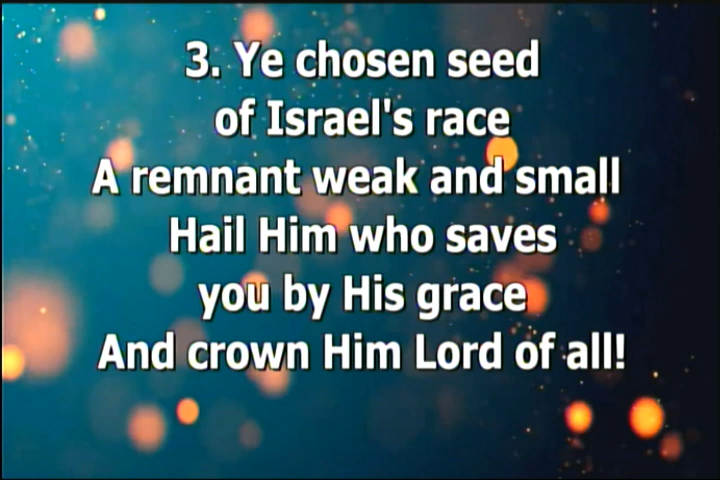 3. Ye chosen seed
of Israel's race
A remnant weak and small
Hail Him who saves
you by His grace
And crown Him Lord of all!